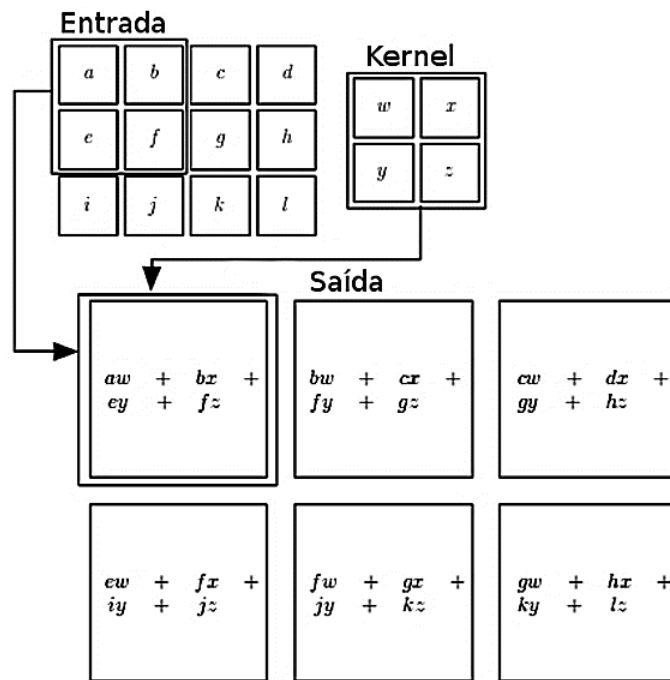 Entrada
Kernel
a b c d
w x
e f g h
y z
i j k l
Saída
aw + bx +
ey + fz
bw + cx +
fy + gz
cw + dx +
gy + hz
ew + fx +
iy + jz
fw + gx +
jy + kz
gw + hx +
ky + lz